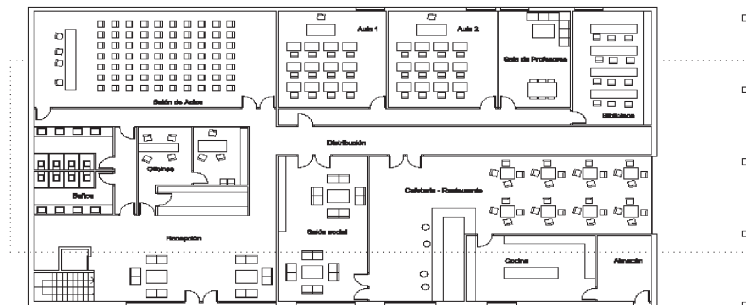 Aula 1
Aula 2
Sala de Profesores
Salón de Actos
Biblioteca
Distribución
Oficinas
Cafetería - Restaurante
Baños
Salón social
Recepción
Cocina
Almacén